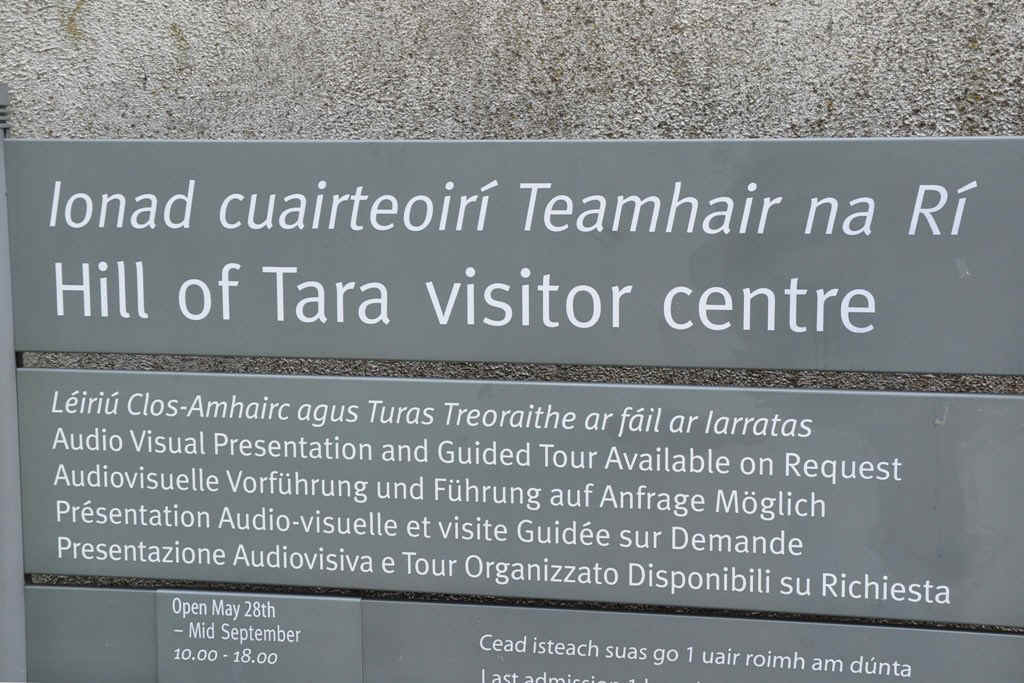 Ionad cuairteoirí Teamhair na Rí
Hill of Tara visitor centre
Léiriú Clos-Amhairc agus Turas Treoraithe ar fáil ar Iarratas
Audio Visual Presentation and Guided Tour Available on Request
Audiovisuelle Vorführung und Führung auf Anfrage Möglich
Présentation Audio-visuelle et visite Guidée sur Demande
Presentazione Audiovisiva e Tour Organizzato Disponibili su Richiesta
Open May 28th
– Mid September
10.00 - 18.00
Cead isteach suas go 1 uair roimh am dúnta
Last admission 1